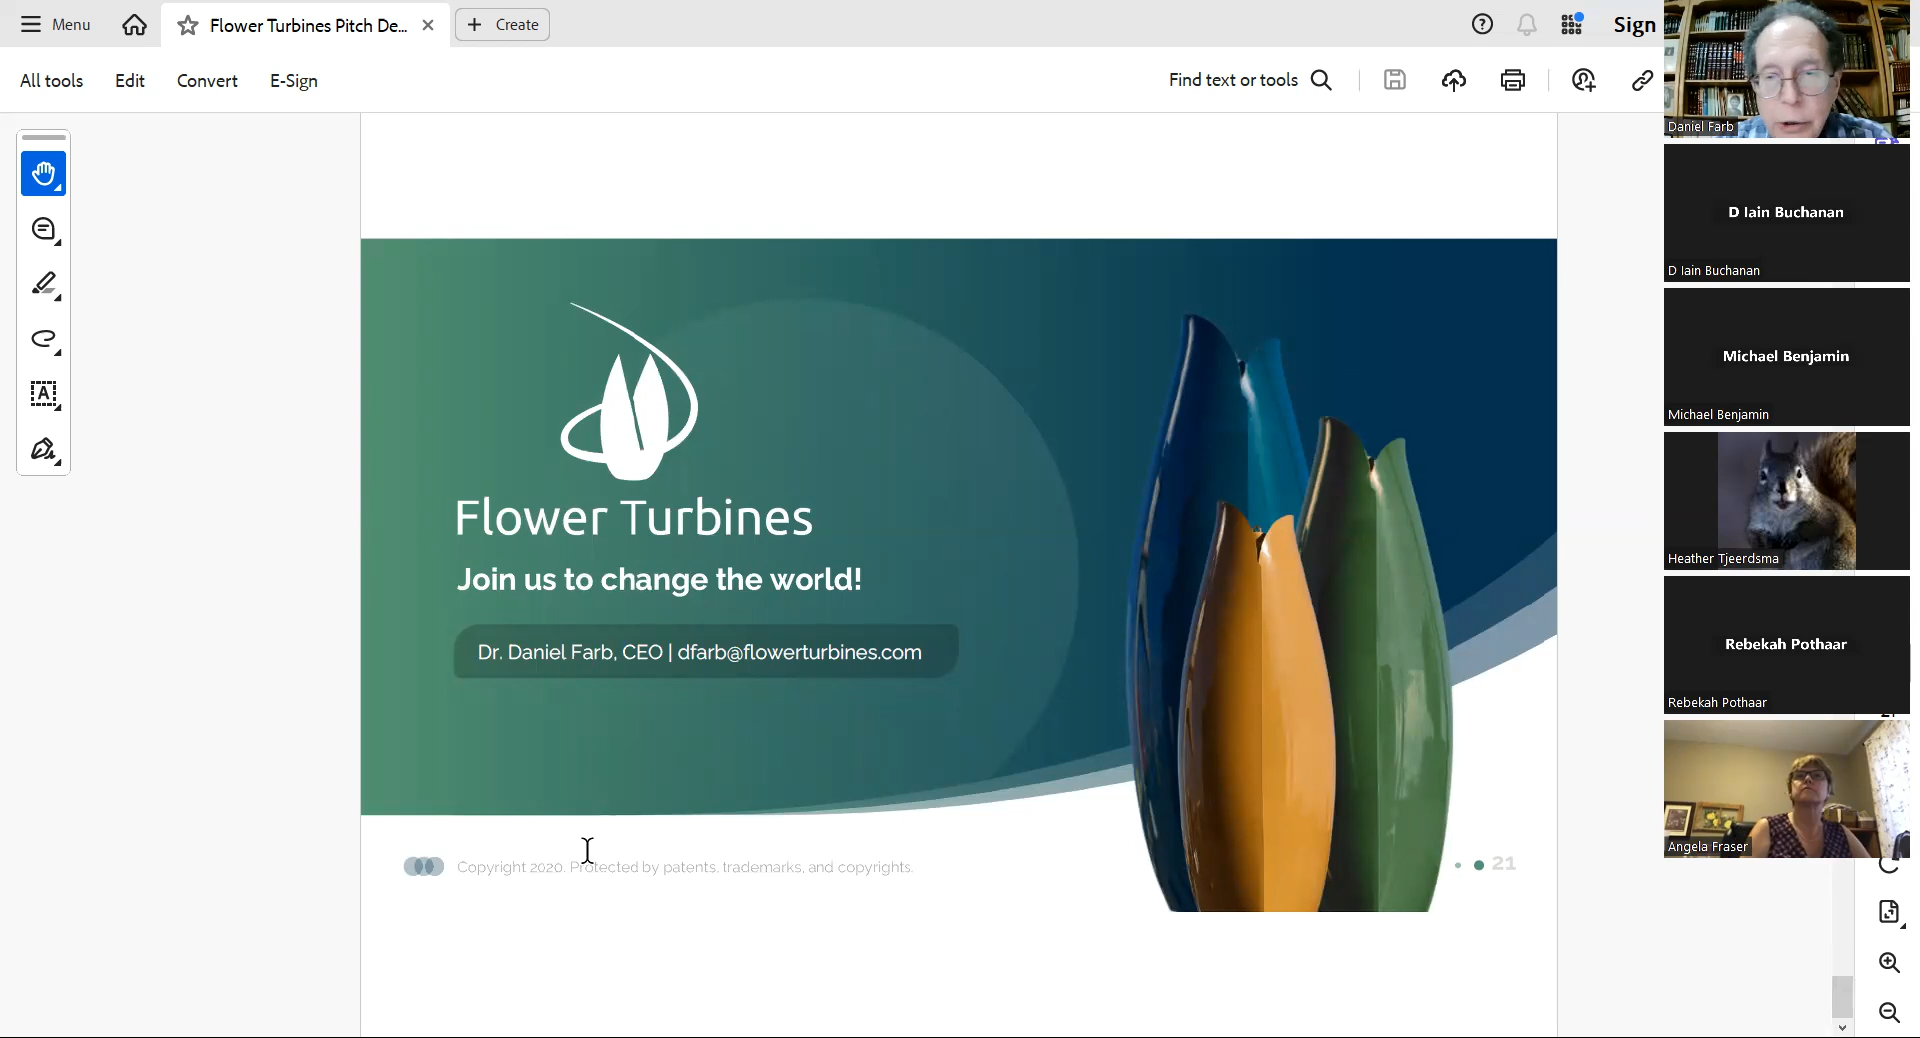 Menu
Flower Turbines Pitch De...
Create
Sign
All tools
Edit
Convert
E-Sign
Find text or tools
Flower Turbines
Join us to change the world!
Dr. Daniel Farb, CEO | dfarb@flowerturbines.com
Copyright 2020. Protected by patents, trademarks, and copyrights.
21
Daniel Farb
D Iain Buchanan
D Iain Buchanan
Michael Benjamin
Michael Benjamin
Heather Tjeerdsma
Rebekah Pothaar
Rebekah Pothaar
Angela Fraser